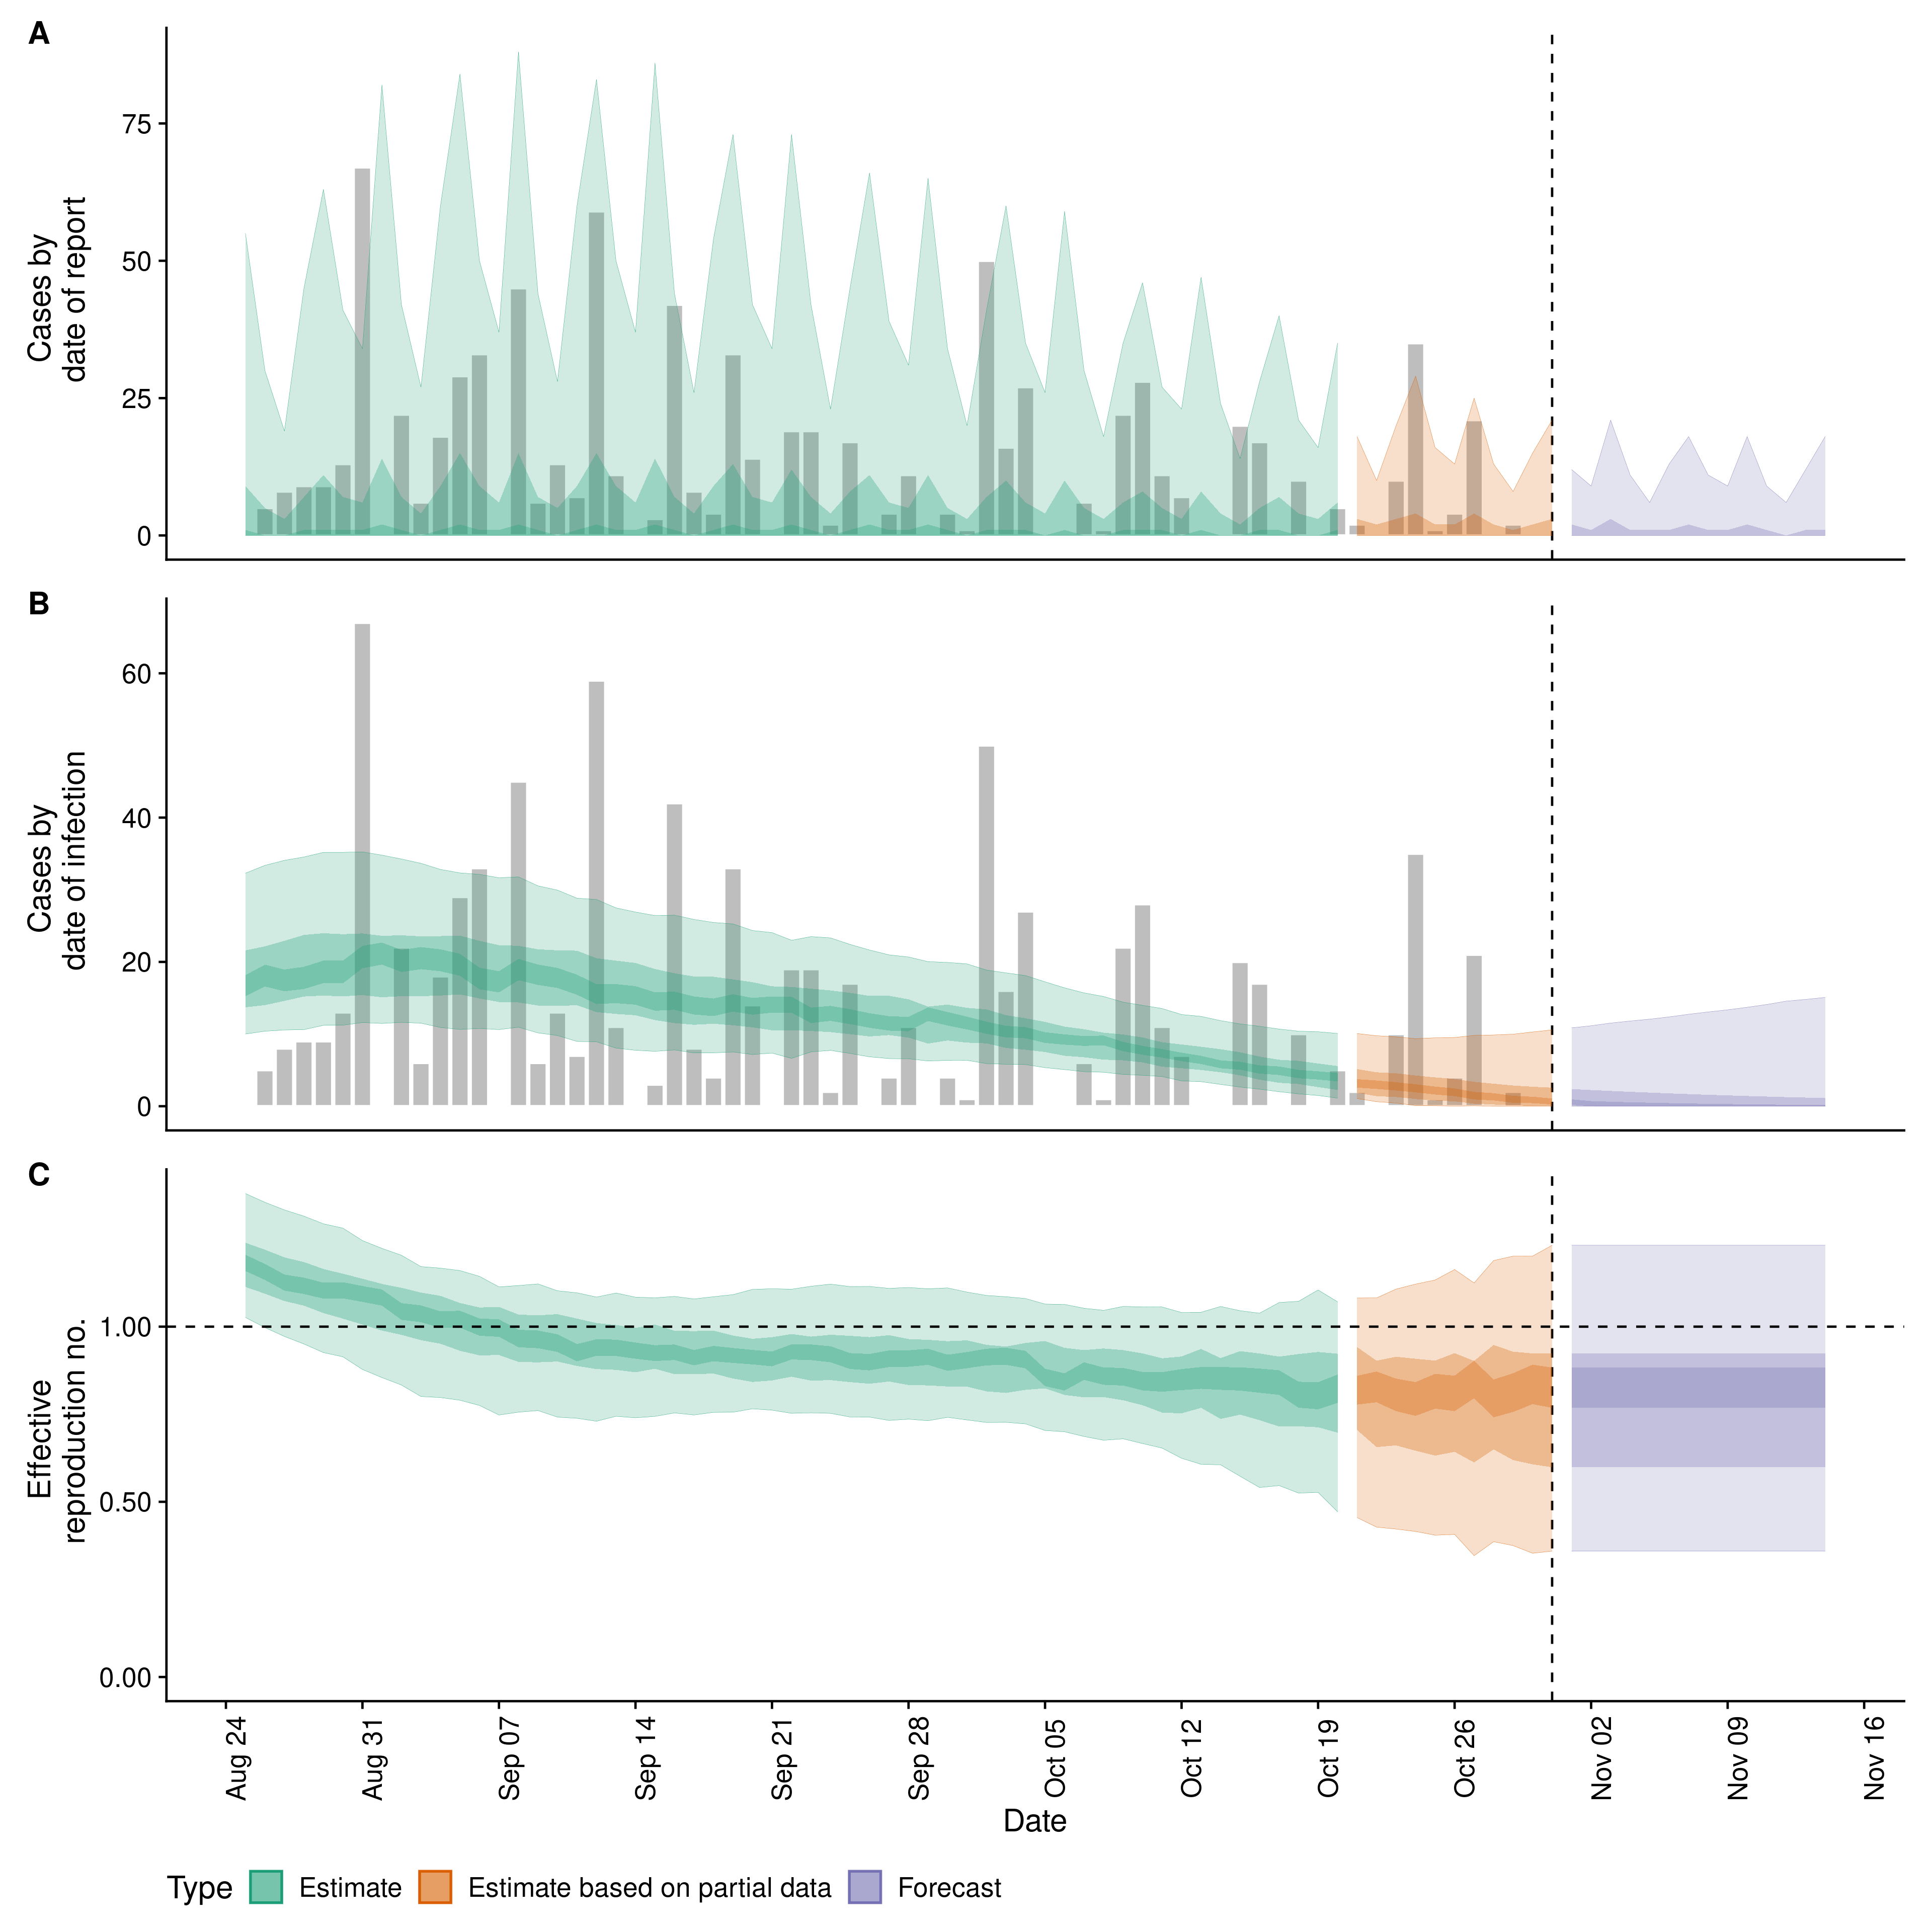 A
Cases by
date of report
75
50
25
0
B
Cases by
date of infection
60
40
20
0
C
Effective
reproduction no.
1.00
0.50
0.00
Aug 24
Aug 31
Sep 07
Sep 14
Sep 21
Sep 28
Oct 05
Oct 12
Oct 19
Oct 26
Nov 02
Nov 09
Nov 16
Date
Type Estimate Estimate based on partial data Forecast